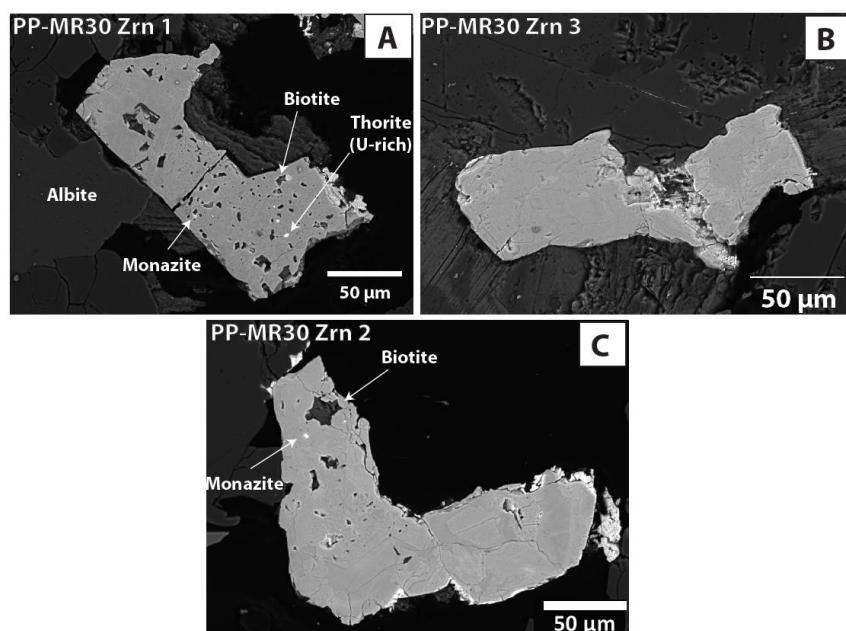 PP-MR30 Zrn 1
A
Biotite
Thorite
(U-rich)
Albite
Monazite
50 µm
PP-MR30 Zrn 3
B
50 µm
PP-MR30 Zrn 2
C
Biotite
Monazite
50 µm